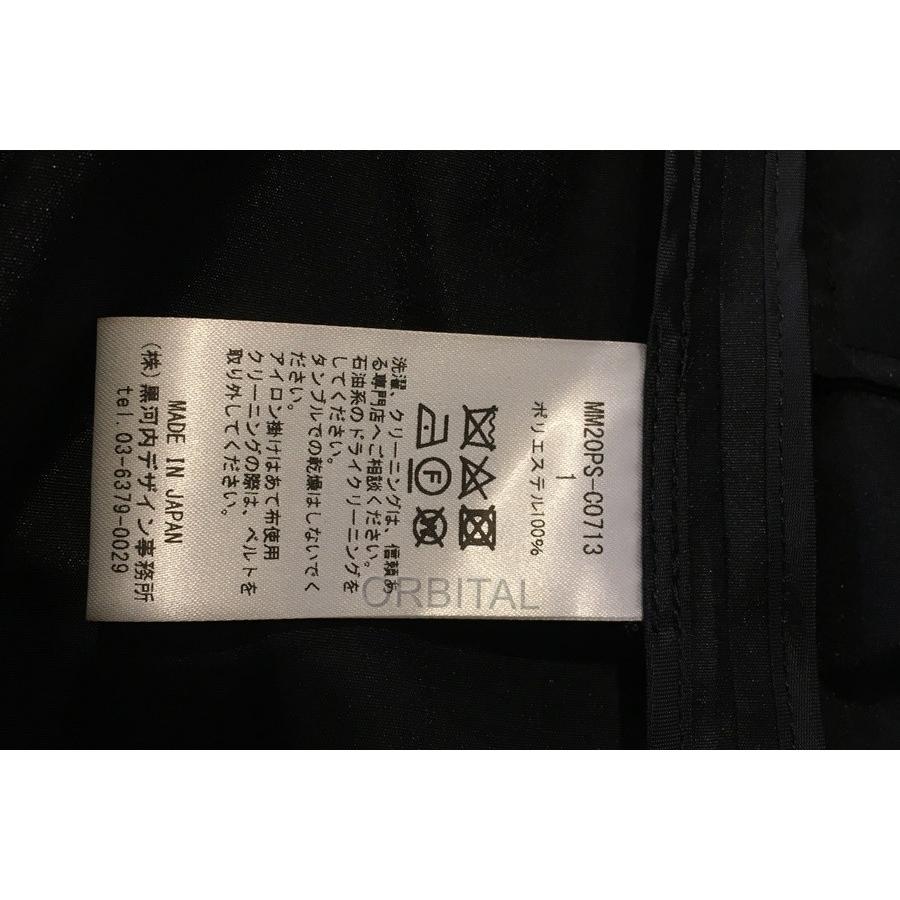 MM20PS-CO713
1
ポリエステル100%
F
洗濯、クリーニングは、信頼あ
る専門店へご相談ください。
石油系のドライクリーニングを
してください。
タンブルでの乾燥はしないでく
ださい。
アイロン掛けはあて布使用
クリーニングの際は、ベルトを
取り外してください。
MADE IN JAPAN
(株)黒河内デザイン事務所
tel.03-6379-0029
ORBITAL